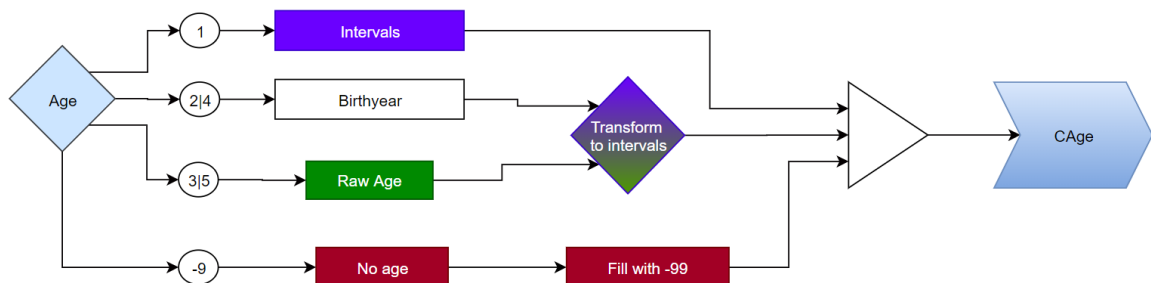 1
Intervals
Age
2|4
Birthyear
Transform
to intervals
CAge
3|5
Raw Age
-9
No age
Fill with -99